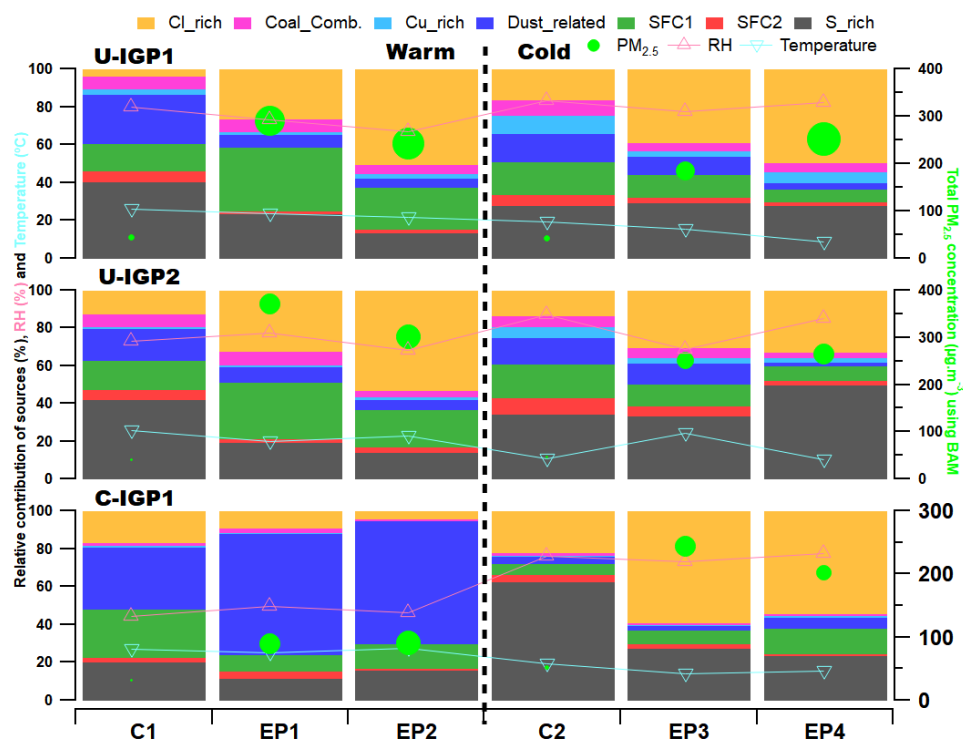 Cl_rich Coal_Comb. Cu_rich Dust_related SFC1 SFC2 S_rich
PM2.5 RH Temperature
U-IGP1 Warm Cold
100 80 60 40 20 0
400 300 200 100 0
U-IGP2
100 80 60 40 20 0
400 300 200 100 0
C-IGP1
100 80 60 40 20 0
300 200 100 0
C1 EP1 EP2 C2 EP3 EP4
Relative contribution of sources (%), RH (%) and Temperature (°C)
Total PM2.5 concentration (μg.m-3) using BAM